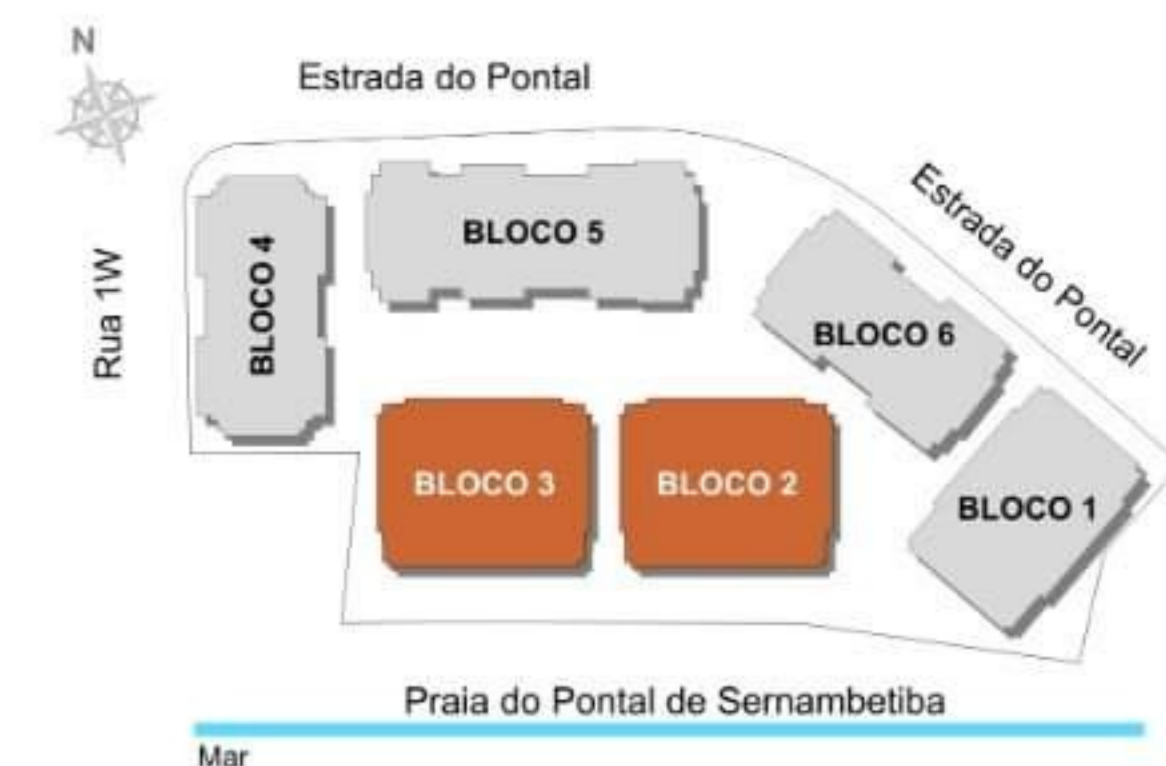 N
Estrada do Pontal
Estrada do Pontal
Rua 1W
BLOCO 4
BLOCO 5
BLOCO 6
BLOCO 3
BLOCO 2
BLOCO 1
Praia do Pontal de Sernambetiba
Mar